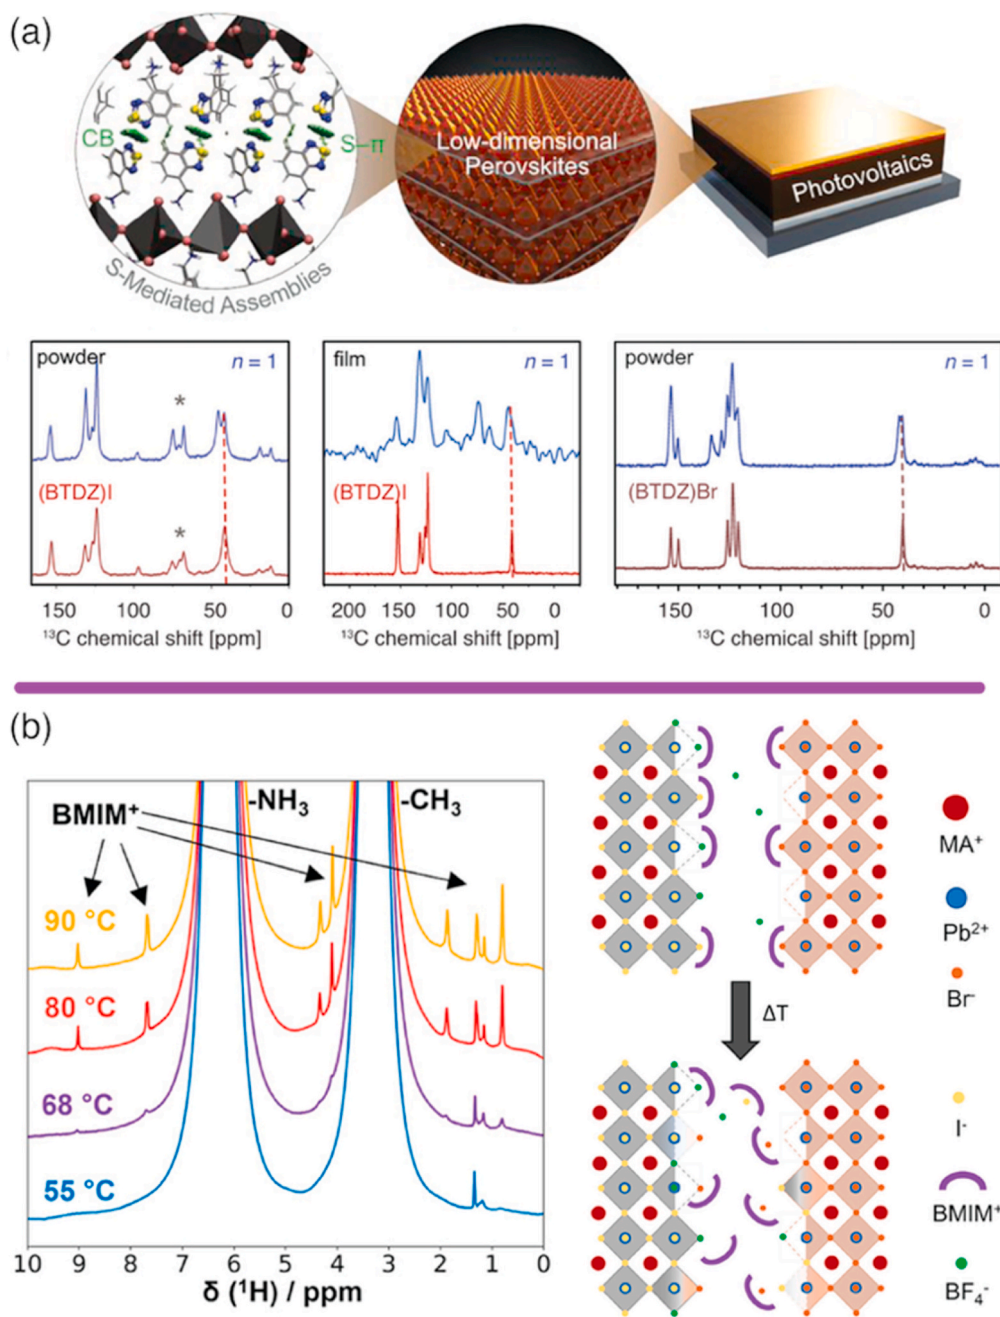 (a)
CB
S–π
S-Mediated Assemblies
Low-dimensional
Perovskites
Photovoltaics
powder
n = 1
*
(BTDZ)I
*
150 100 50 0
¹³C chemical shift [ppm]
film
n = 1
(BTDZ)I
200 150 100 50 0
¹³C chemical shift [ppm]
powder
n = 1
(BTDZ)Br
150 100 50 0
¹³C chemical shift [ppm]
(b)
BMIM⁺
-NH₃
-CH₃
90 °C
80 °C
68 °C
55 °C
10 9 8 7 6 5 4 3 2 1 0
δ (¹H) / ppm
ΔT
MA⁺
Pb²⁺
Br⁻
I⁻
BMIM⁺
BF₄⁻